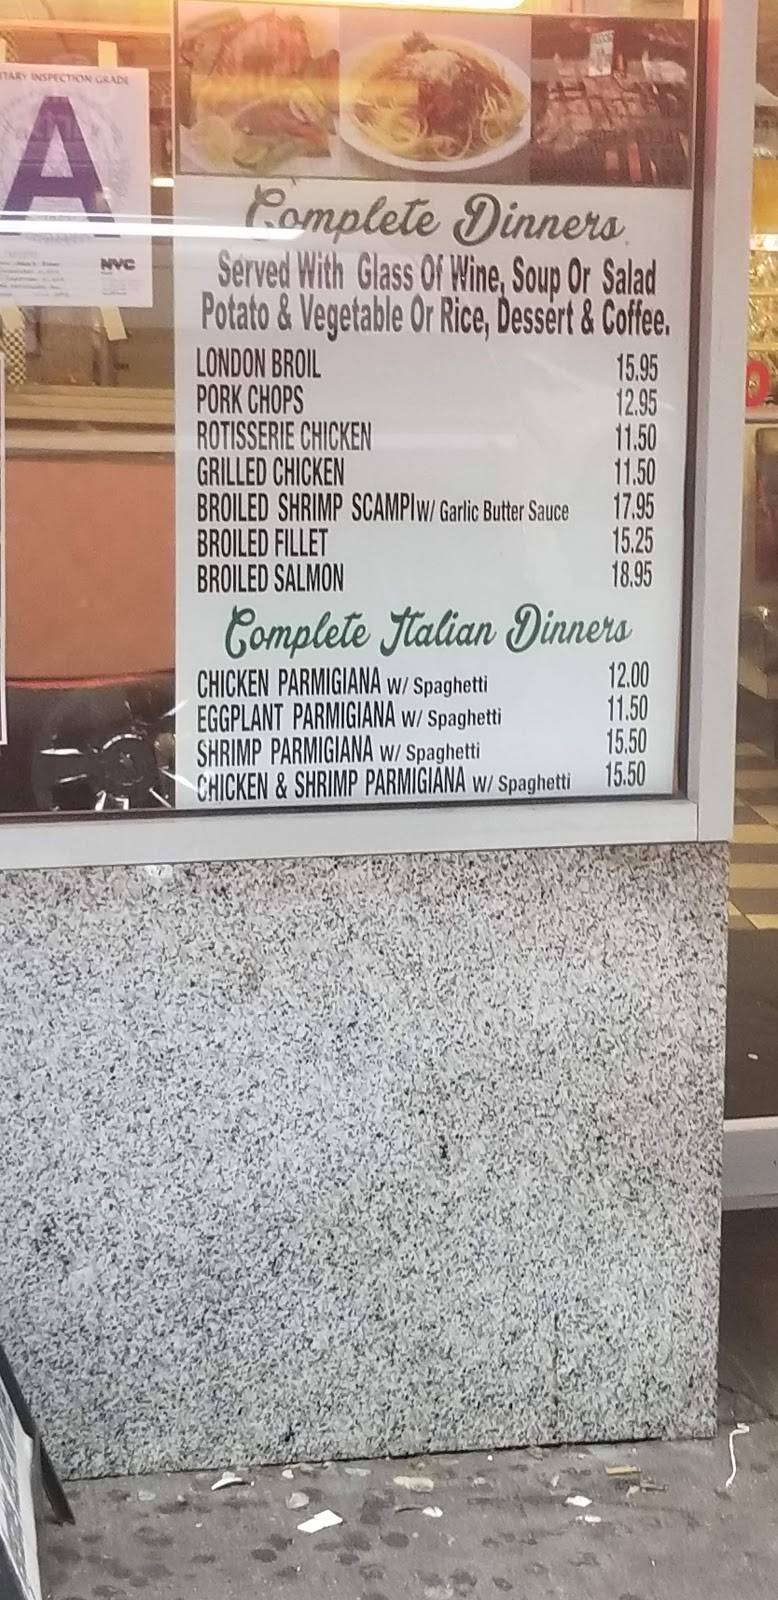 TARY INSPECTION GRADE
A
NYC
Complete Dinners
Served With Glass Of Wine, Soup Or Salad
Potato & Vegetable Or Rice, Dessert & Coffee.
LONDON BROIL 15.95
PORK CHOPS 12.95
ROTISSERIE CHICKEN 11.50
GRILLED CHICKEN 11.50
BROILED SHRIMP SCAMPI W/ Garlic Butter Sauce 17.95
BROILED FILLET 15.25
BROILED SALMON 18.95
Complete Italian Dinners
CHICKEN PARMIGIANA W/ Spaghetti 12.00
EGGPLANT PARMIGIANA W/ Spaghetti 11.50
SHRIMP PARMIGIANA W/ Spaghetti 15.50
CHICKEN & SHRIMP PARMIGIANA W/ Spaghetti 15.50